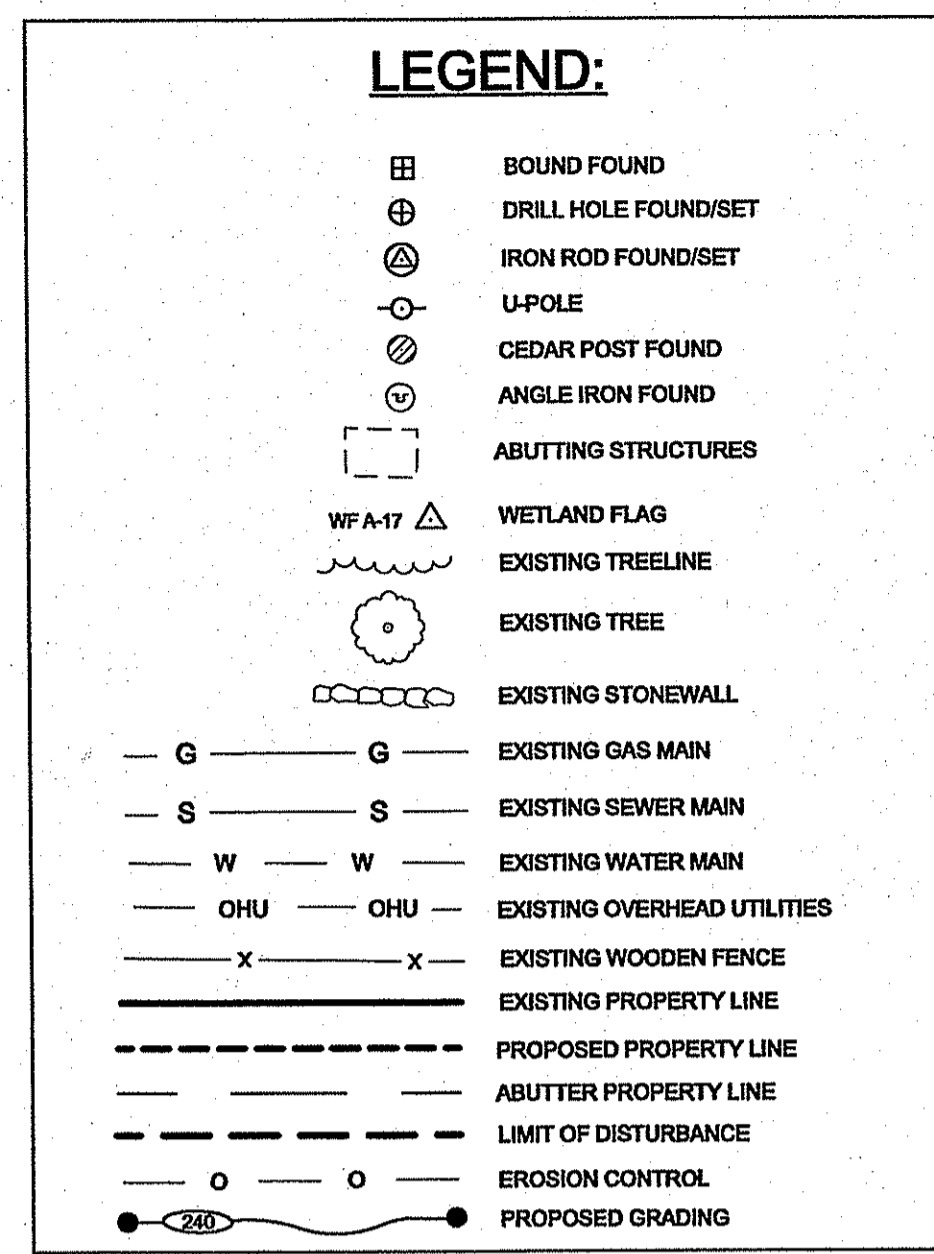 LEGEND:
BOUND FOUND
DRILL HOLE FOUND/SET
IRON ROD FOUND/SET
U-POLE
CEDAR POST FOUND
ANGLE IRON FOUND
ABUTTING STRUCTURES
WF A-17 WETLAND FLAG
EXISTING TREELINE
EXISTING TREE
EXISTING STONEWALL
G G EXISTING GAS MAIN
S S EXISTING SEWER MAIN
W W EXISTING WATER MAIN
OHU OHU EXISTING OVERHEAD UTILITIES
X X EXISTING WOODEN FENCE
EXISTING PROPERTY LINE
PROPOSED PROPERTY LINE
ABUTTER PROPERTY LINE
LIMIT OF DISTURBANCE
O O EROSION CONTROL
240 PROPOSED GRADING